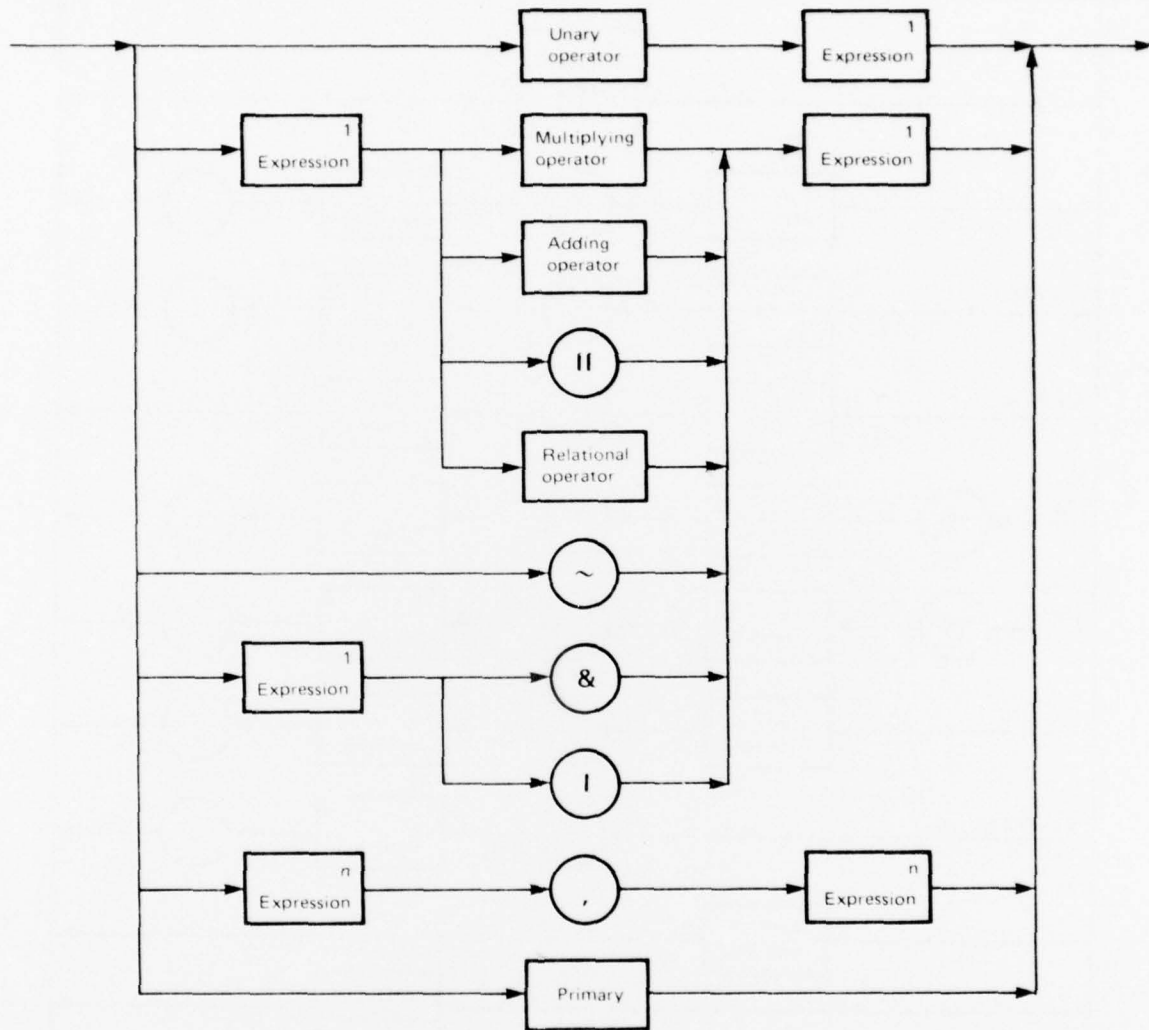 Unary
operator
1
Expression
1
Expression
Multiplying
operator
1
Expression
Adding
operator
||
Relational
operator
~
1
Expression
&
|
n
Expression
,
n
Expression
Primary